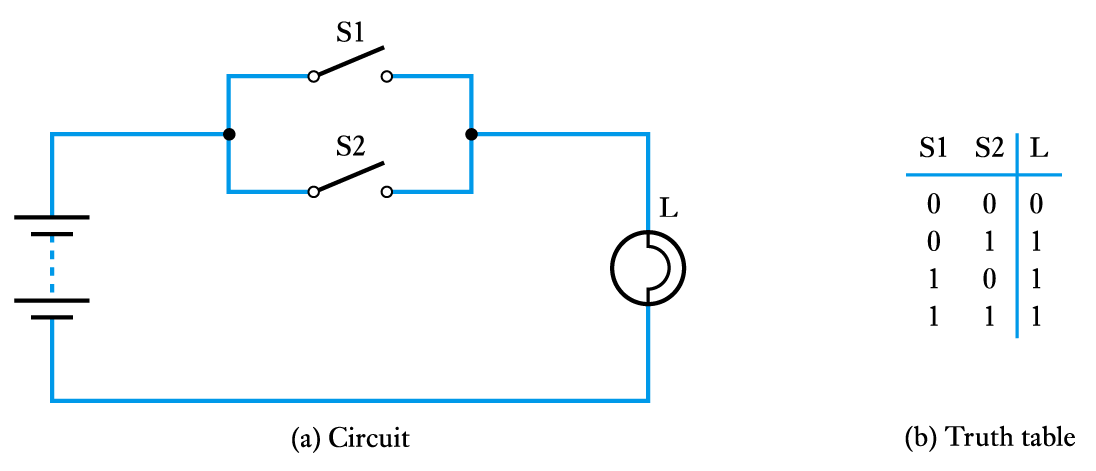 S1
S2
L
(a) Circuit
S1 S2 L
0 0 0
0 1 1
1 0 1
1 1 1
(b) Truth table